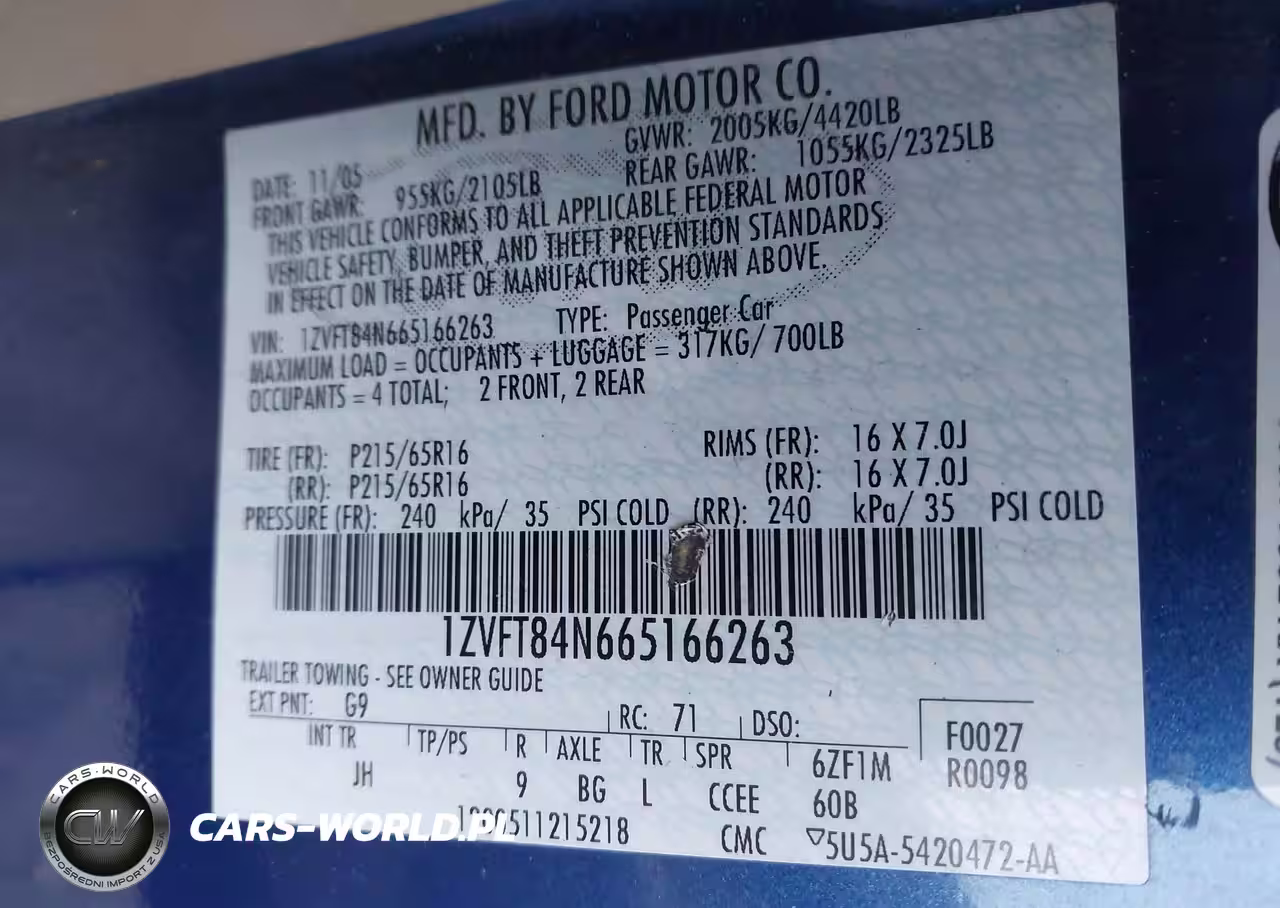 MFD. BY FORD MOTOR CO.
DATE: 11/05 GVWR: 2005KG/4420LB
FRONT GAWR: 955KG/2105LB REAR GAWR: 1055KG/2325LB
THIS VEHICLE CONFORMS TO ALL APPLICABLE FEDERAL MOTOR
VEHICLE SAFETY, BUMPER, AND THEFT PREVENTION STANDARDS
IN EFFECT ON THE DATE OF MANUFACTURE SHOWN ABOVE.
VIN: 1ZVFT84N665166263 TYPE: Passenger Car
MAXIMUM LOAD = OCCUPANTS + LUGGAGE = 317KG/ 700LB
OCCUPANTS = 4 TOTAL; 2 FRONT, 2 REAR
TIRE (FR): P215/65R16 RIMS (FR): 16 X 7.0J
(RR): P215/65R16 (RR): 16 X 7.0J
PRESSURE (FR): 240 kPa/ 35 PSI COLD (RR): 240 kPa/ 35 PSI COLD
1ZVFT84N665166263
TRAILER TOWING - SEE OWNER GUIDE
EXT PNT: G9 RC: 71 DSO: F0027
INT TR TP/PS R AXLE TR SPR 6ZF1M R0098
JH 9 BG L CCEE 60B
CMC ▽5U5A-5420472-AA
CARS-WORLD
CW
BEZPOŚREDNI IMPORT Z USA
CARS-WORLD.PL